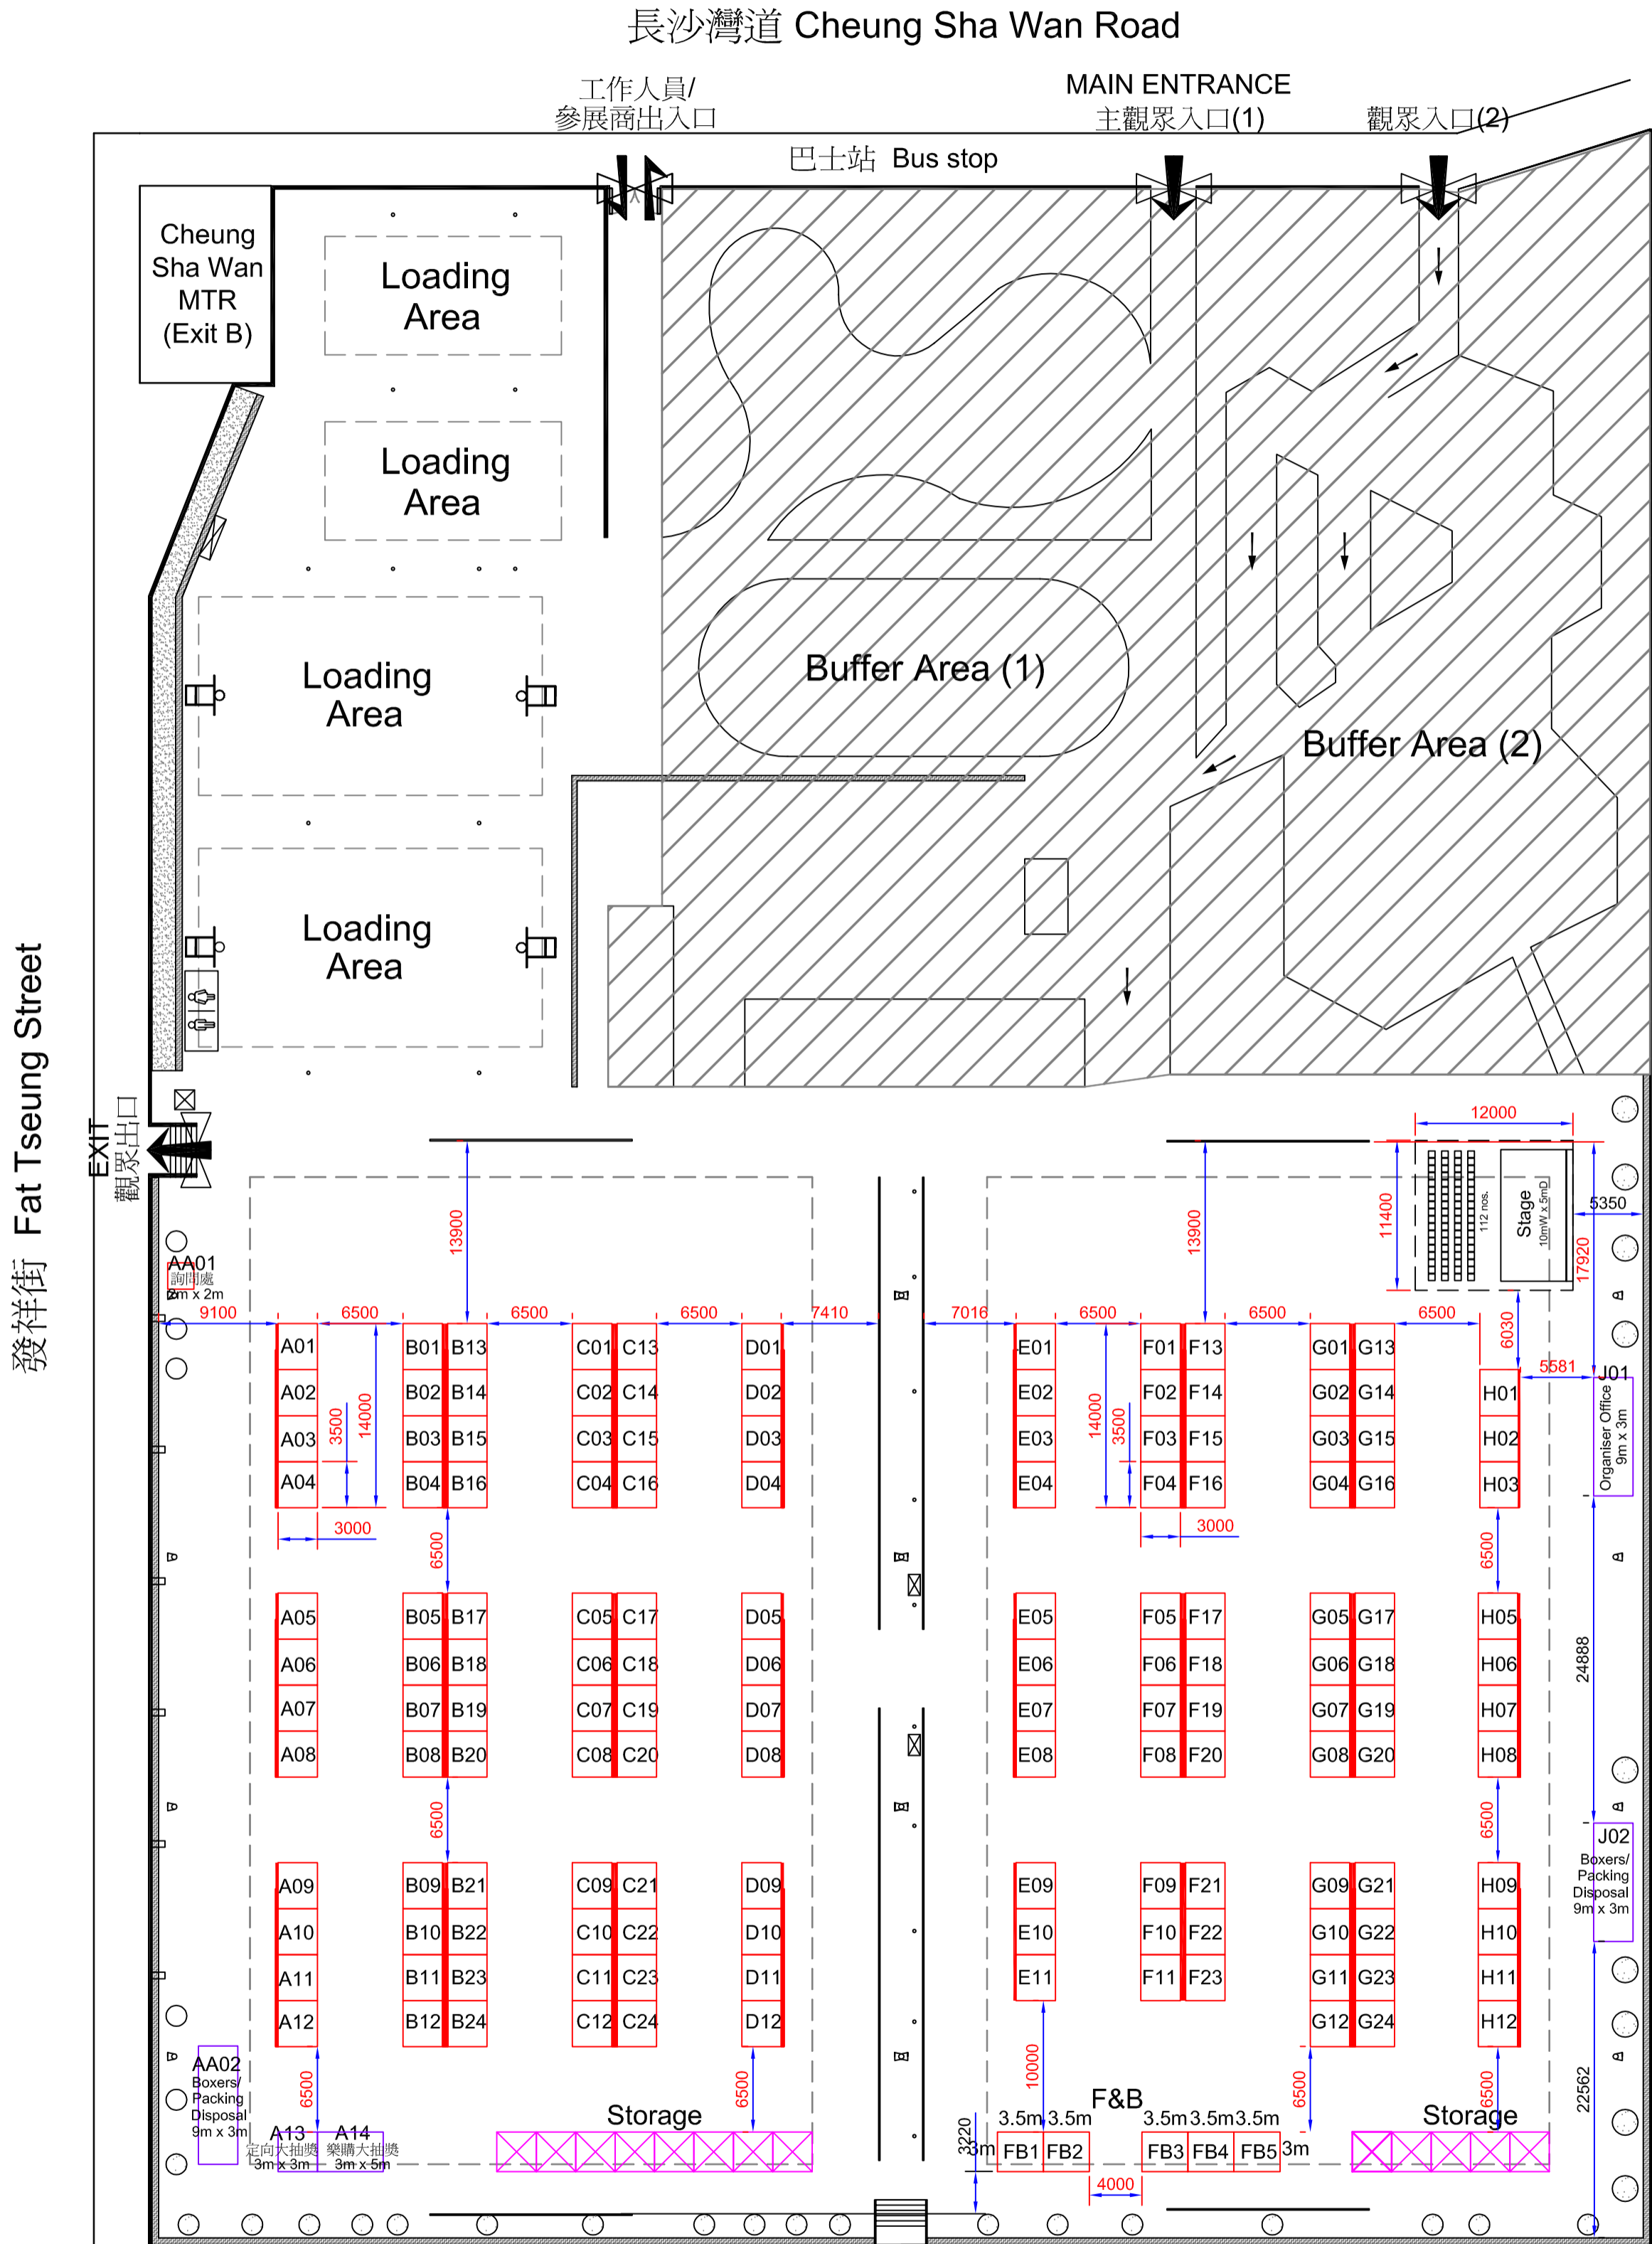 長沙灣道 Cheung Sha Wan Road
工作人員/
參展商出入口
MAIN ENTRANCE
主觀眾入口(1)
觀眾入口(2)
巴士站 Bus stop
Cheung
Sha Wan
MTR
(Exit B)
Loading
Area
Loading
Area
Loading
Area
Loading
Area
Buffer Area (1)
Buffer Area (2)
發祥街 Fat Tseung Street
EXIT
觀眾出口
12000
11400
112 nos.
Stage
10mW x 5mD
5350
17920
13900
13900
AA01
詢問處
2m x 2m
9100
6500
6500
6500
7410
7016
6500
6500
6500
6030
5581
A01 B01 B13 C01 C13 D01 E01 F01 F13 G01 G13
A02 B02 B14 C02 C14 D02 E02 F02 F14 G02 G14 H01
A03 B03 B15 C03 C15 D03 E03 F03 F15 G03 G15 H02
A04 B04 B16 C04 C16 D04 E04 F04 F16 G04 G16 H03
J01
Organiser Office
9m x 3m
3500
14000
14000
3500
3000
3000
6500
6500
A05 B05 B17 C05 C17 D05 E05 F05 F17 G05 G17 H05
A06 B06 B18 C06 C18 D06 E06 F06 F18 G06 G18 H06
A07 B07 B19 C07 C19 D07 E07 F07 F19 G07 G19 H07
A08 B08 B20 C08 C20 D08 E08 F08 F20 G08 G20 H08
24888
6500
6500
J02
Boxers/
Packing
Disposal
9m x 3m
A09 B09 B21 C09 C21 D09 E09 F09 F21 G09 G21 H09
A10 B10 B22 C10 C22 D10 E10 F10 F22 G10 G22 H10
A11 B11 B23 C11 C23 D11 E11 F11 F23 G11 G23 H11
A12 B12 B24 C12 C24 D12 G12 G24 H12
AA02
Boxers/
Packing
Disposal
9m x 3m
6500
6500
10000
6500
6500
22562
A13
定向大抽獎
3m x 3m
A14
樂購大抽獎
3m x 5m
Storage
F&B
Storage
3.5m 3.5m 3.5m 3.5m 3.5m
3220
3m FB1 FB2 FB3 FB4 FB5 3m
4000